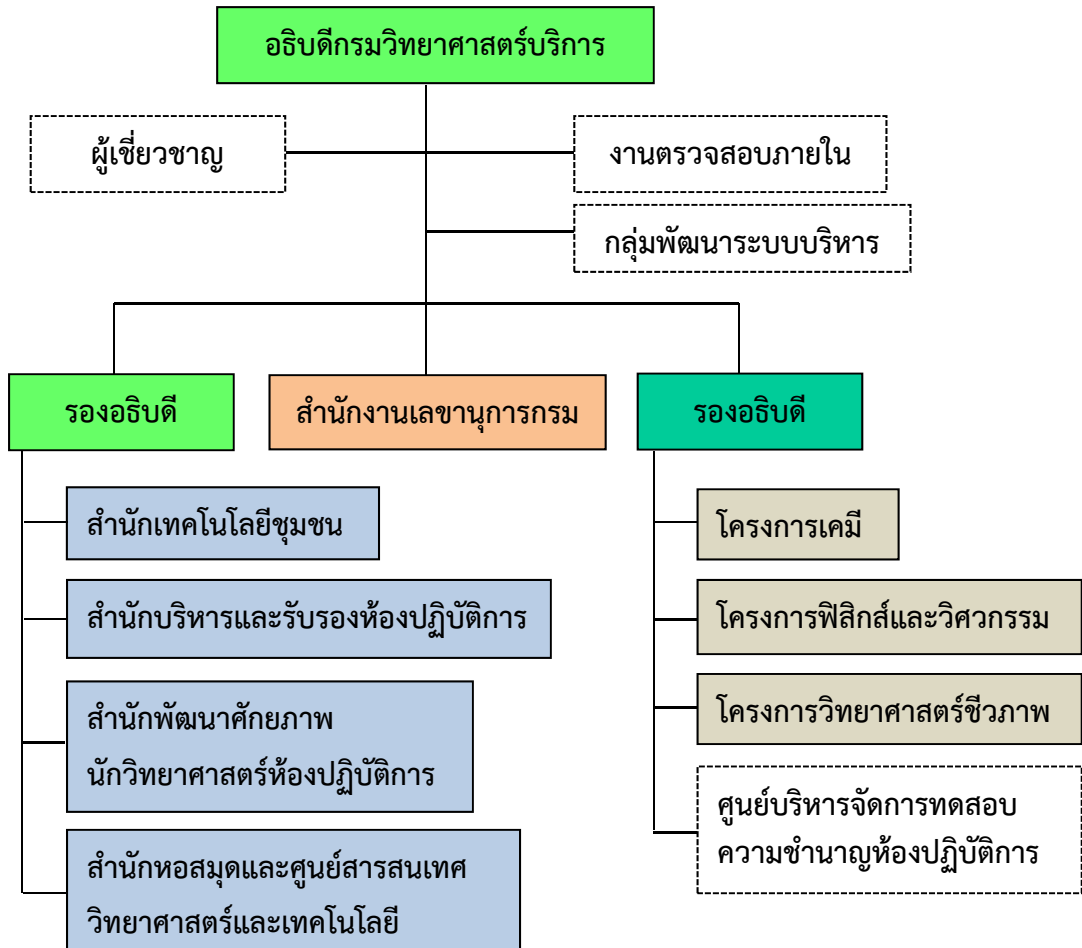 อธิบดีกรมวิทยาศาสตร์บริการ
ผู้เชี่ยวชาญ
งานตรวจสอบภายใน
กลุ่มพัฒนาระบบบริหาร
รองอธิบดี
สำนักงานเลขานุการกรม
รองอธิบดี
สำนักเทคโนโลยีชุมชน
สำนักบริหารและรับรองห้องปฏิบัติการ
สำนักพัฒนาศักยภาพ
นักวิทยาศาสตร์ห้องปฏิบัติการ
สำนักหอสมุดและศูนย์สารสนเทศ
วิทยาศาสตร์และเทคโนโลยี
โครงการเคมี
โครงการฟิสิกส์และวิศวกรรม
โครงการวิทยาศาสตร์ชีวภาพ
ศูนย์บริหารจัดการทดสอบ
ความชำนาญห้องปฏิบัติการ